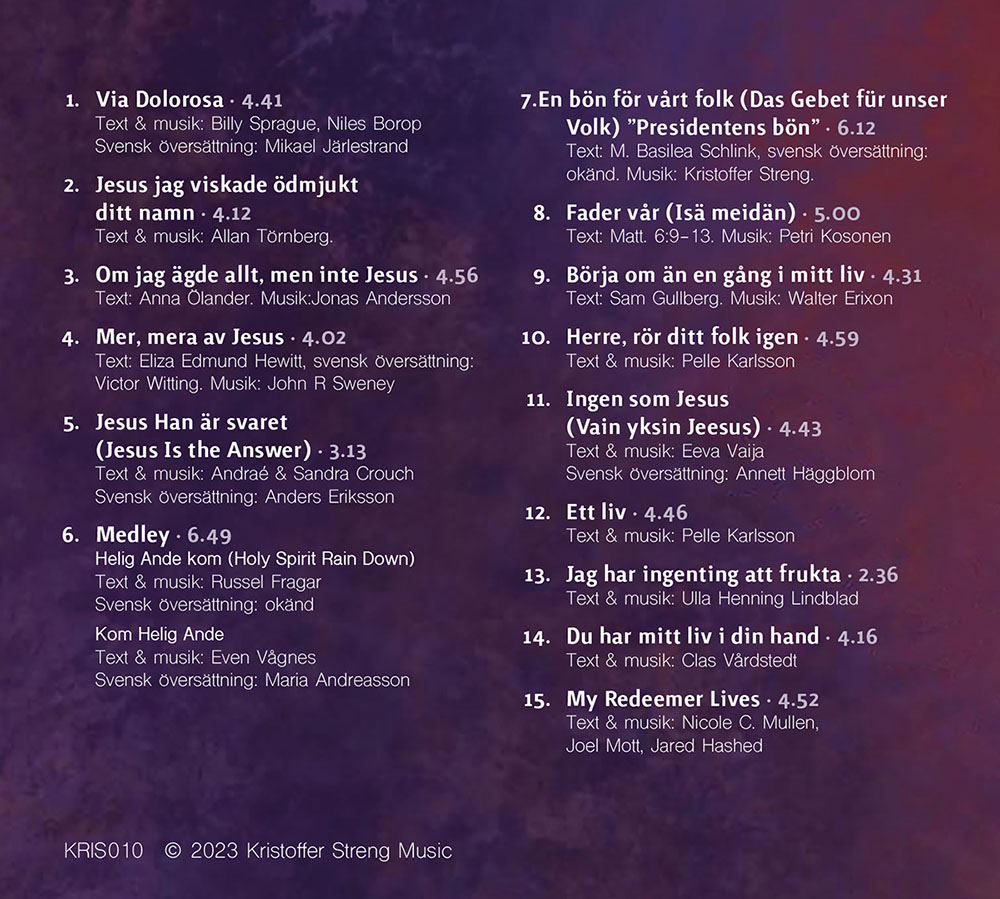 1. Via Dolorosa · 4.41
Text & musik: Billy Sprague, Niles Borop
Svensk översättning: Mikael Järlestrand
2. Jesus jag viskade ödmjukt
ditt namn · 4.12
Text & musik: Allan Törnberg.
3. Om jag ägde allt, men inte Jesus · 4.56
Text: Anna Ölander. Musik:Jonas Andersson
4. Mer, mera av Jesus · 4.02
Text: Eliza Edmund Hewitt, svensk översättning:
Victor Witting. Musik: John R Sweney
5. Jesus Han är svaret
(Jesus Is the Answer) · 3.13
Text & musik: Andraé & Sandra Crouch
Svensk översättning: Anders Eriksson
6. Medley · 6.49
Helig Ande kom (Holy Spirit Rain Down)
Text & musik: Russel Fragar
Svensk översättning: okänd
Kom Helig Ande
Text & musik: Even Vågnes
Svensk översättning: Maria Andreasson
7.En bön för vårt folk (Das Gebet für unser
Volk) ”Presidentens bön” · 6.12
Text: M. Basilea Schlink, svensk översättning:
okänd. Musik: Kristoffer Streng.
8. Fader vår (Isä meidän) · 5.00
Text: Matt. 6:9–13. Musik: Petri Kosonen
9. Börja om än en gång i mitt liv · 4.31
Text: Sam Gullberg. Musik: Walter Erixon
10. Herre, rör ditt folk igen · 4.59
Text & musik: Pelle Karlsson
11. Ingen som Jesus
(Vain yksin Jeesus) · 4.43
Text & musik: Eeva Vaija
Svensk översättning: Annett Häggblom
12. Ett liv · 4.46
Text & musik: Pelle Karlsson
13. Jag har ingenting att frukta · 2.36
Text & musik: Ulla Henning Lindblad
14. Du har mitt liv i din hand · 4.16
Text & musik: Clas Vårdstedt
15. My Redeemer Lives · 4.52
Text & musik: Nicole C. Mullen,
Joel Mott, Jared Hashed
KRIS010 © 2023 Kristoffer Streng Music